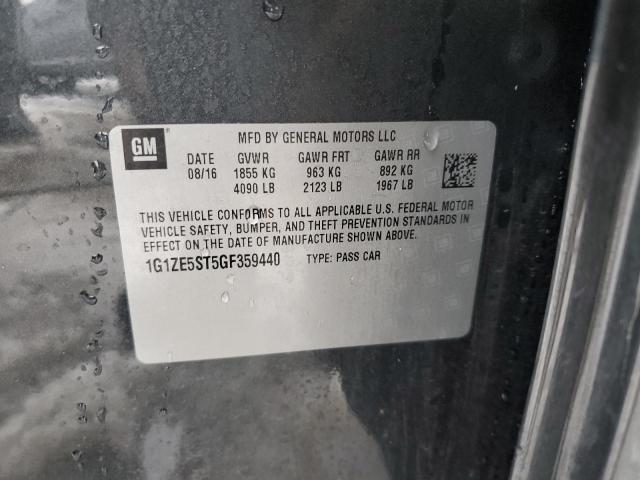 GM
MFD BY GENERAL MOTORS LLC
DATE GVWR GAWR FRT GAWR RR
08/16 1855 KG 963 KG 892 KG
4090 LB 2123 LB 1967 LB
THIS VEHICLE CONFORMS TO ALL APPLICABLE U.S. FEDERAL MOTOR
VEHICLE SAFETY, BUMPER, AND THEFT PREVENTION STANDARDS IN
EFFECT ON THE DATE OF MANUFACTURE SHOWN ABOVE.
1G1ZE5ST5GF359440 TYPE: PASS CAR